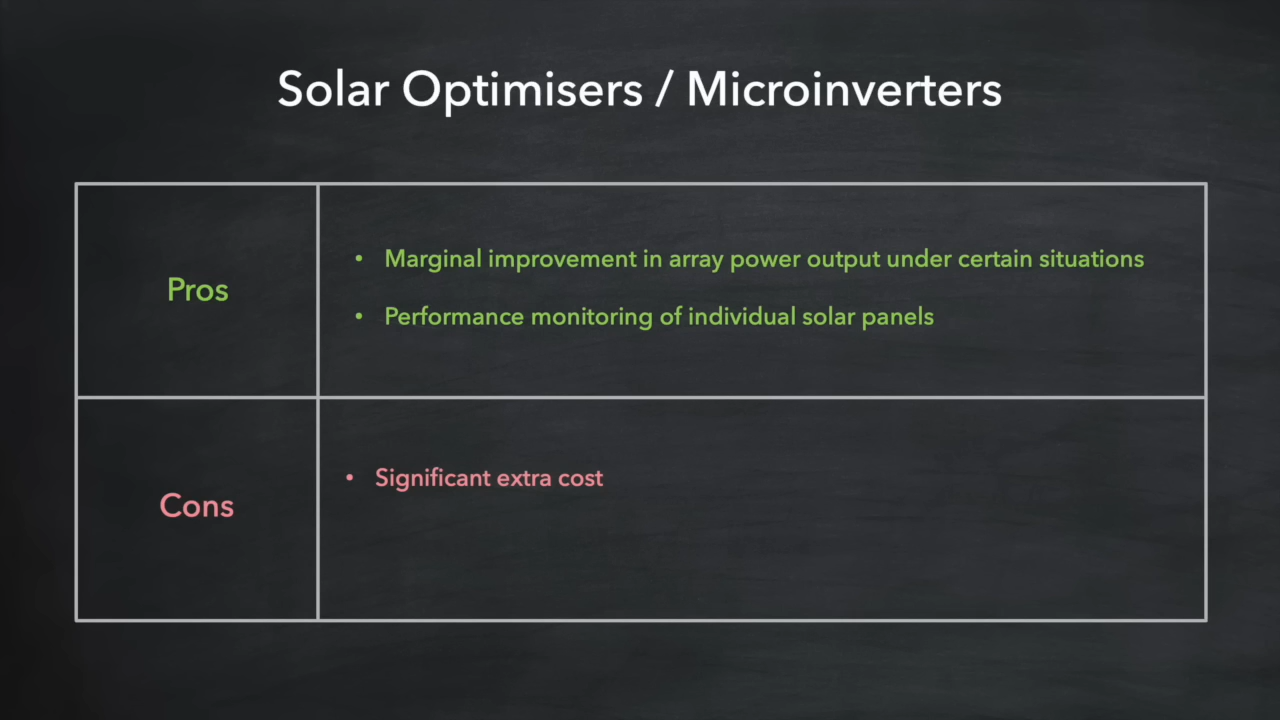 Solar Optimisers / Microinverters
Pros
• Marginal improvement in array power output under certain situations
• Performance monitoring of individual solar panels
Cons
• Significant extra cost